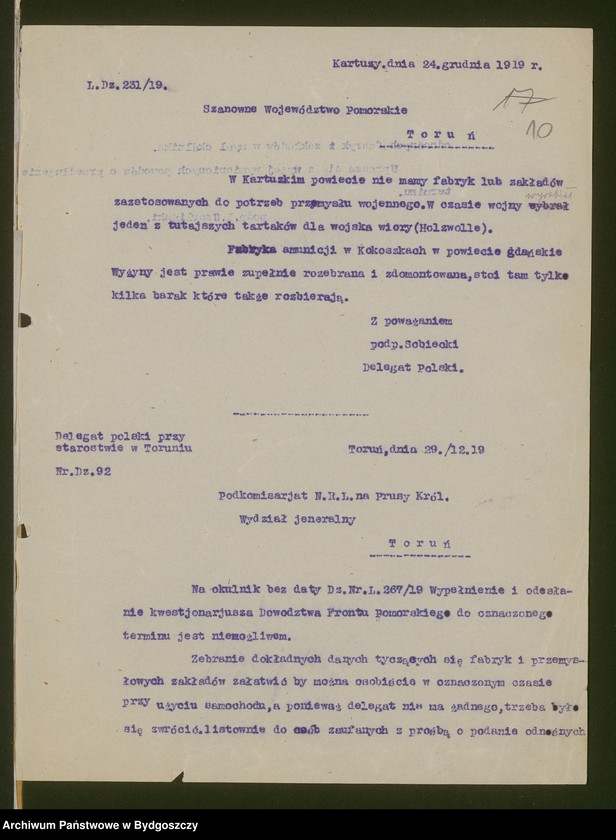 Kartuzy,dnia 24.grudnia 1919 r.
L.Dz.231/19.
Szanowne Województwo Pomorskie
17
10
T o r u ń
W Kartuzkim powiecie nie mamy fabryk lub zakładów
zastosowanych do potrzeb przemysłu wojennego.W czasie wojny wybrał
jeden z tutajszych tartaków dla wojska wiory(Holzwolle).
Fabryka amunicji w Kokoszkach w powiecie gdańskie
Wyżyny jest prawie zupełnie rozebrana i zdomontowana,stoi tam tylko
kilka barak które także rozbierają.
Z poważaniem
podp.Sobiecki
Delegat Polski.
Delegat polski przy
starostwie w Toruniu
Toruń,dnia 29./12.19
Nr.Dz.92
Podkomisarjat N.R.L.na Prusy Król.
Wydział jeneralny
T o r u ń
Na okulnik bez daty Dz.Nr.L.267/19 Wypełnienie i odesła-
nie kwestjonarjusza Dowodztwa Frontu pomorskiego do oznaczonego
terminu jest niemożliwem.
Zebranie dokładnych danych tyczących się fabryk i przemys-
łowych zakładów załatwić by można osobiście w oznaczonym czasie
przy użyciu samochodu,a ponieważ delegat nie ma żadnego,trzeba było
się zwrócić.listownie do osób zaufanych z prośbą o podanie odnośnych
Archiwum Państwowe w Bydgoszczy